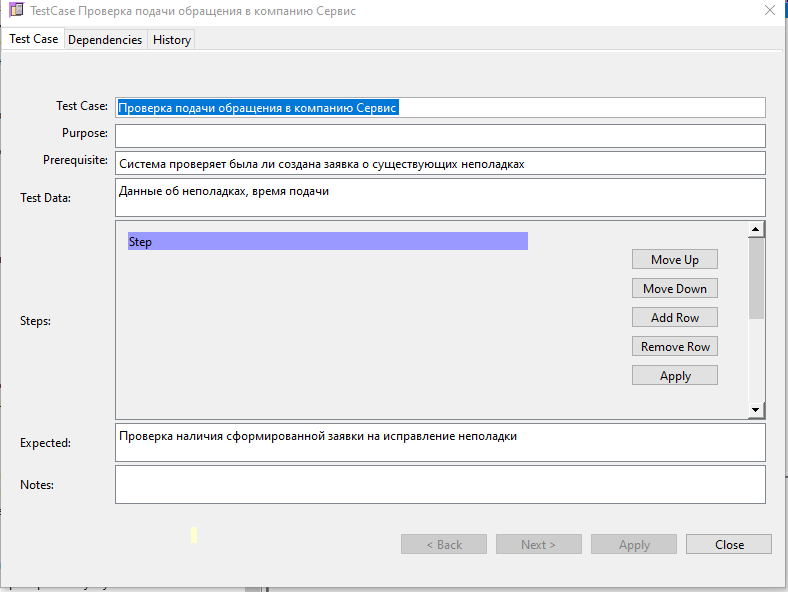 TestCase Проверка подачи обращения в компанию Сервис
Test Case Dependencies History
Test Case: Проверка подачи обращения в компанию Сервис
Purpose:
Prerequisite: Система проверяет была ли создана заявка о существующих неполадках
Test Data: Данные об неполадках, время подачи
Step
Move Up
Move Down
Add Row
Remove Row
Apply
Steps:
Expected: Проверка наличия сформированной заявки на исправление неполадки
Notes:
< Back Next > Apply Close